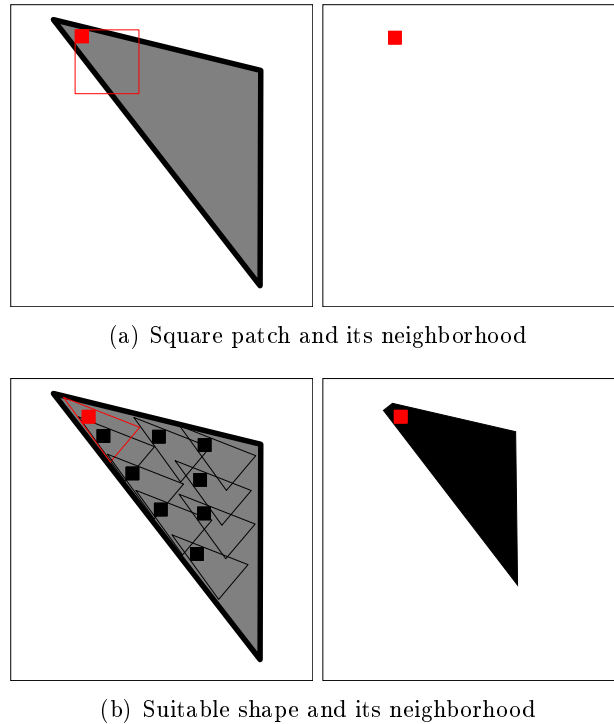 (a) Square patch and its neighborhood
(b) Suitable shape and its neighborhood